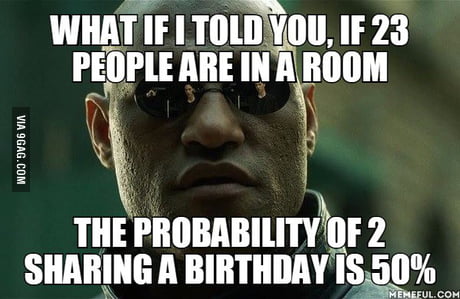 WHAT IF I TOLD YOU, IF 23
PEOPLE ARE IN A ROOM
VIA 9GAG.COM
THE PROBABILITY OF 2
SHARING A BIRTHDAY IS 50%
MEMEFUL.COM